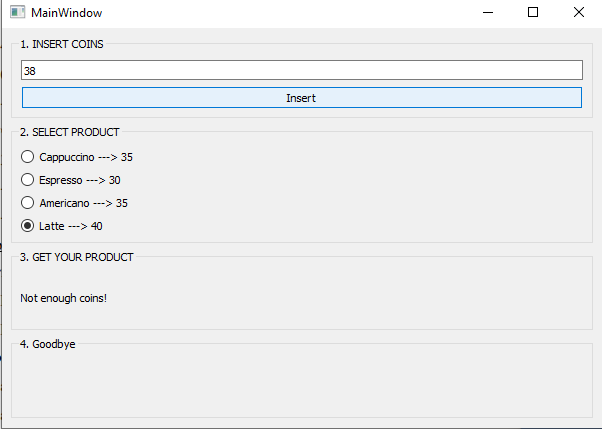 MainWindow
1. INSERT COINS
38
Insert
2. SELECT PRODUCT
Cappuccino ---> 35
Espresso ---> 30
Americano ---> 35
Latte ---> 40
3. GET YOUR PRODUCT
Not enough coins!
4. Goodbye